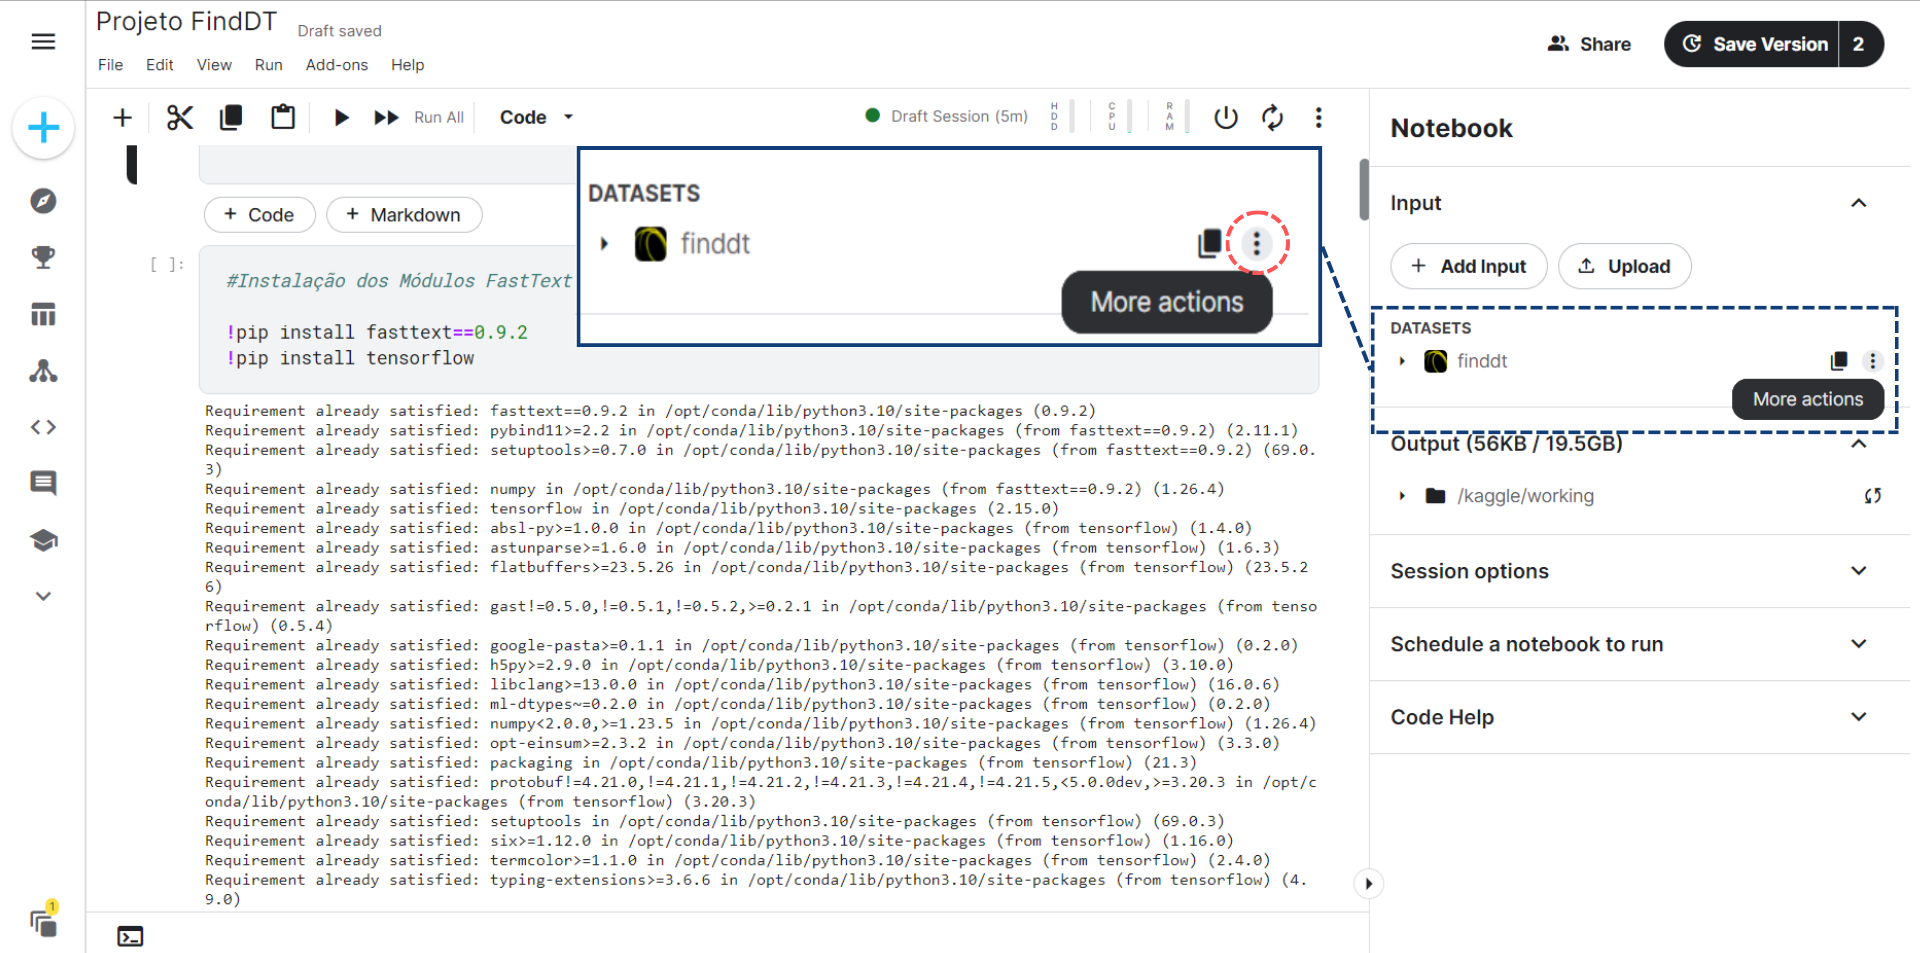 Projeto FindDT
Draft saved
File Edit View Run Add-ons Help
Share
Save Version 2
Run All
Code
Draft Session (5m)
HDD
CPU
RAM
+ Code
+ Markdown
[ ]:
#Instalação dos Módulos FastText
!pip install fasttext==0.9.2
!pip install tensorflow
DATASETS
finddt
More actions
Requirement already satisfied: fasttext==0.9.2 in /opt/conda/lib/python3.10/site-packages (0.9.2)
Requirement already satisfied: pybind11>=2.2 in /opt/conda/lib/python3.10/site-packages (from fasttext==0.9.2) (2.11.1)
Requirement already satisfied: setuptools>=0.7.0 in /opt/conda/lib/python3.10/site-packages (from fasttext==0.9.2) (69.0.
3)
Requirement already satisfied: numpy in /opt/conda/lib/python3.10/site-packages (from fasttext==0.9.2) (1.26.4)
Requirement already satisfied: tensorflow in /opt/conda/lib/python3.10/site-packages (2.15.0)
Requirement already satisfied: absl-py>=1.0.0 in /opt/conda/lib/python3.10/site-packages (from tensorflow) (1.4.0)
Requirement already satisfied: astunparse>=1.6.0 in /opt/conda/lib/python3.10/site-packages (from tensorflow) (1.6.3)
Requirement already satisfied: flatbuffers>=23.5.26 in /opt/conda/lib/python3.10/site-packages (from tensorflow) (23.5.2
6)
Requirement already satisfied: gast!=0.5.0,!=0.5.1,!=0.5.2,>=0.2.1 in /opt/conda/lib/python3.10/site-packages (from tenso
rflow) (0.5.4)
Requirement already satisfied: google-pasta>=0.1.1 in /opt/conda/lib/python3.10/site-packages (from tensorflow) (0.2.0)
Requirement already satisfied: h5py>=2.9.0 in /opt/conda/lib/python3.10/site-packages (from tensorflow) (3.10.0)
Requirement already satisfied: libclang>=13.0.0 in /opt/conda/lib/python3.10/site-packages (from tensorflow) (16.0.6)
Requirement already satisfied: ml-dtypes~=0.2.0 in /opt/conda/lib/python3.10/site-packages (from tensorflow) (0.2.0)
Requirement already satisfied: numpy<2.0.0,>=1.23.5 in /opt/conda/lib/python3.10/site-packages (from tensorflow) (1.26.4)
Requirement already satisfied: opt-einsum>=2.3.2 in /opt/conda/lib/python3.10/site-packages (from tensorflow) (3.3.0)
Requirement already satisfied: packaging in /opt/conda/lib/python3.10/site-packages (from tensorflow) (21.3)
Requirement already satisfied: protobuf!=4.21.0,!=4.21.1,!=4.21.2,!=4.21.3,!=4.21.4,!=4.21.5,<5.0.0dev,>=3.20.3 in /opt/c
onda/lib/python3.10/site-packages (from tensorflow) (3.20.3)
Requirement already satisfied: setuptools in /opt/conda/lib/python3.10/site-packages (from tensorflow) (69.0.3)
Requirement already satisfied: six>=1.12.0 in /opt/conda/lib/python3.10/site-packages (from tensorflow) (1.16.0)
Requirement already satisfied: termcolor>=1.1.0 in /opt/conda/lib/python3.10/site-packages (from tensorflow) (2.4.0)
Requirement already satisfied: typing-extensions>=3.6.6 in /opt/conda/lib/python3.10/site-packages (from tensorflow) (4.
9.0)
1
Notebook
Input
+ Add Input
Upload
DATASETS
finddt
More actions
Output (56KB / 19.5GB)
/kaggle/working
Session options
Schedule a notebook to run
Code Help